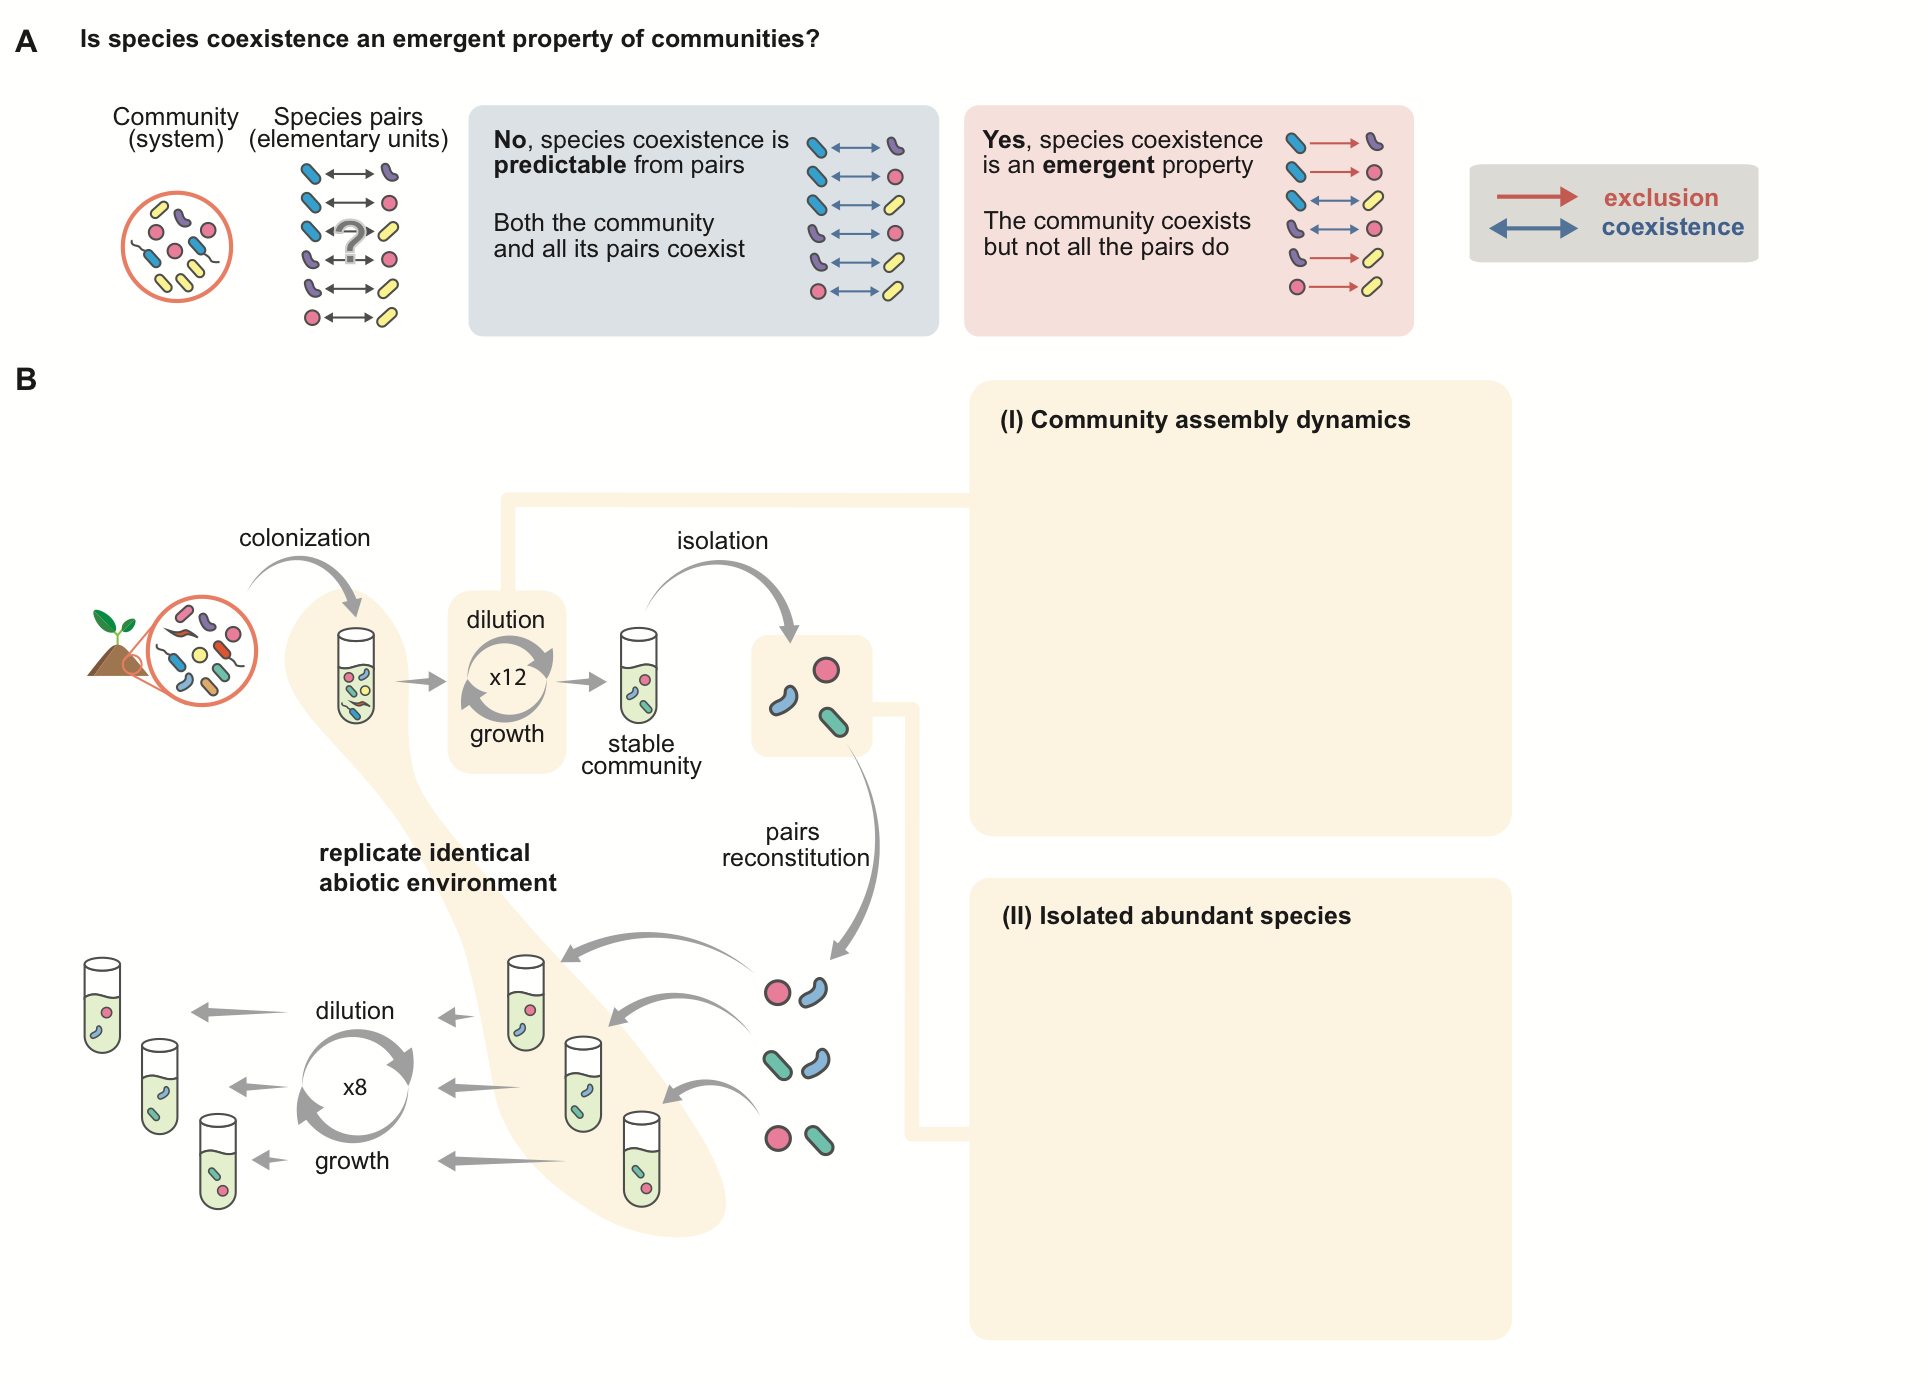 A
Is species coexistence an emergent property of communities?
Community
(system)
Species pairs
(elementary units)
?
No, species coexistence is
predictable from pairs
Both the community
and all its pairs coexist
Yes, species coexistence
is an emergent property
The community coexists
but not all the pairs do
exclusion
coexistence
B
(I) Community assembly dynamics
colonization
isolation
dilution
x12
growth
stable
community
pairs
reconstitution
replicate identical
abiotic environment
(II) Isolated abundant species
dilution
x8
growth